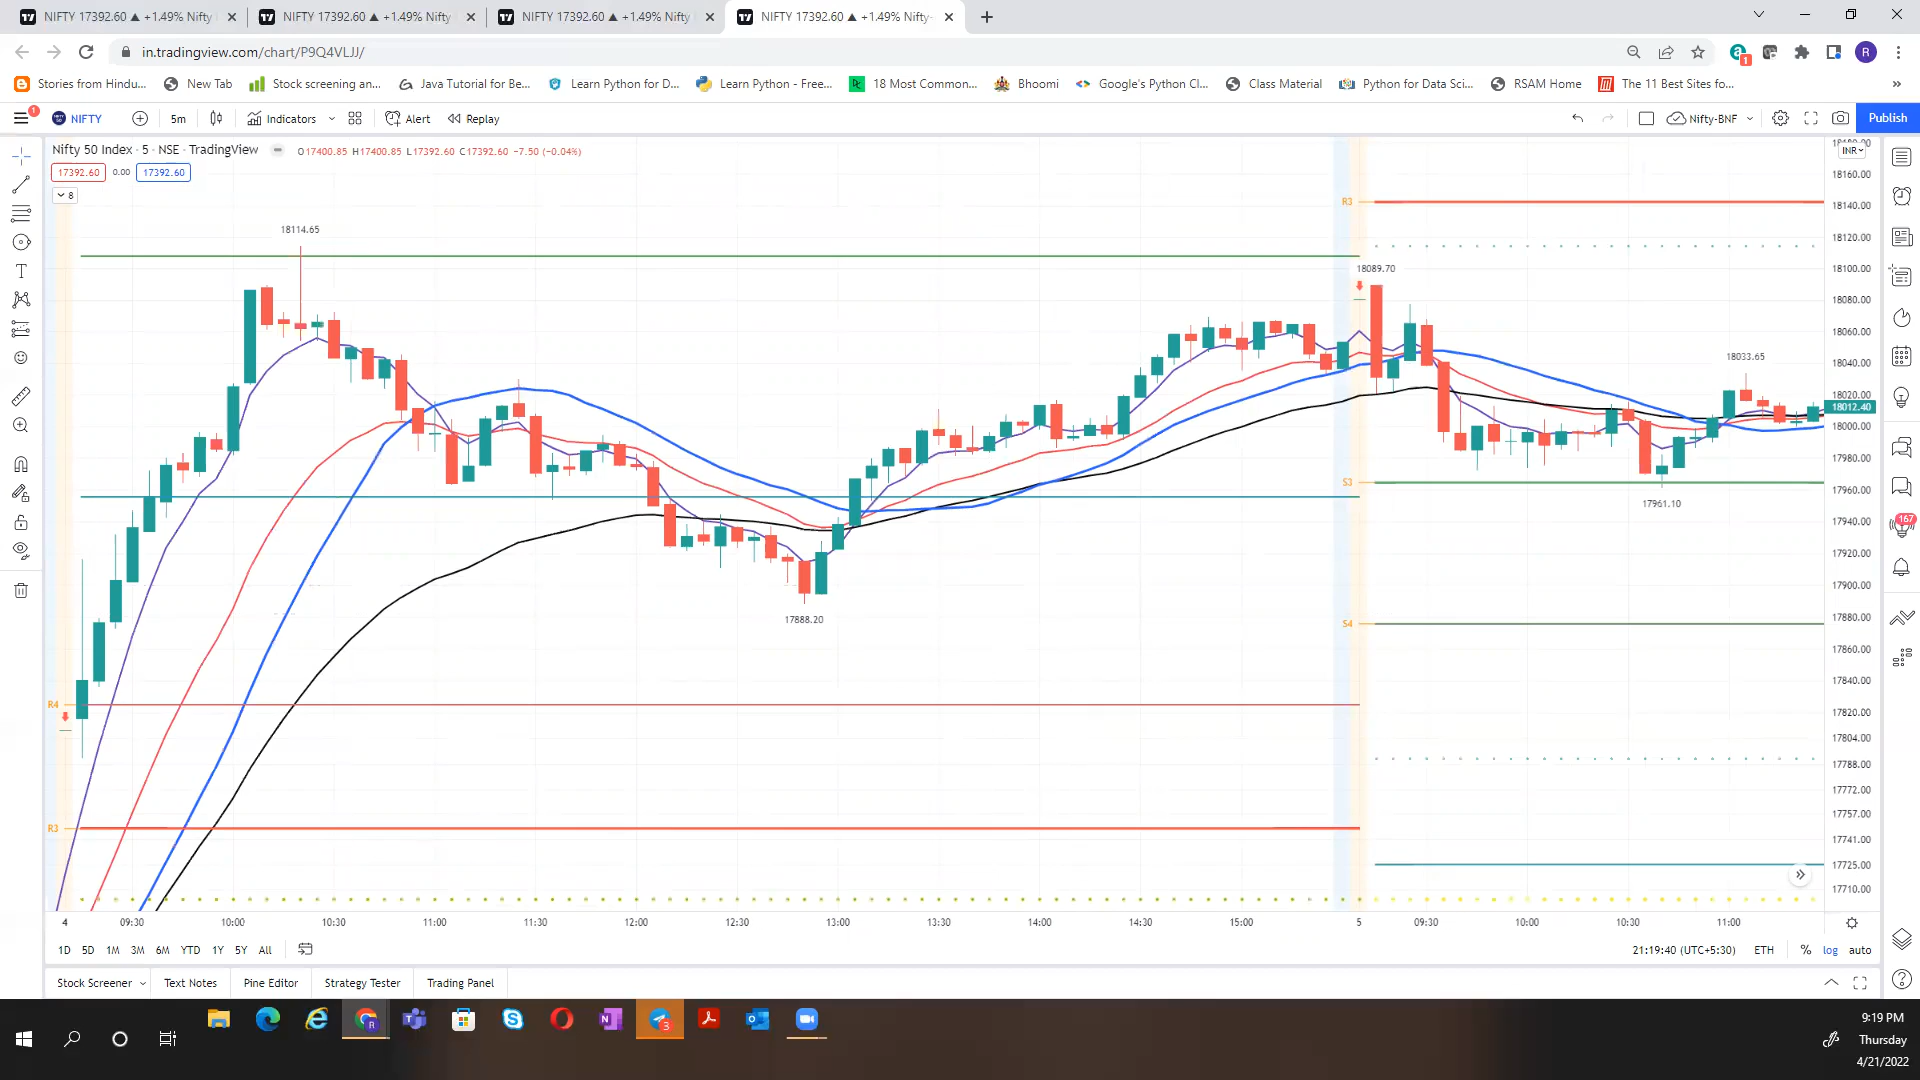 NIFTY 17392.60 ▲ +1.49% Nifty
NIFTY 17392.60 ▲ +1.49% Nifty
NIFTY 17392.60 ▲ +1.49% Nifty
NIFTY 17392.60 ▲ +1.49% Nifty-
in.tradingview.com/chart/P9Q4VLJJ/
1
R
Stories from Hindu...
New Tab
Stock screening an...
Java Tutorial for Be...
Learn Python for D...
Learn Python - Free...
18 Most Common...
Bhoomi
Google's Python Cl...
Class Material
Python for Data Sci...
RSAM Home
The 11 Best Sites fo...
1
NIFTY
5m
Indicators
Alert
Replay
Nifty-BNF
Publish
Nifty 50 Index · 5 · NSE · TradingView
O17400.85 H17400.85 L17392.60 C17392.60 -7.50 (-0.04%)
17392.60
0.00
17392.60
8
INR
18160.00
18140.00
18120.00
18100.00
18080.00
18060.00
18040.00
18020.00
18012.40
18000.00
17980.00
17960.00
17940.00
17920.00
17900.00
17880.00
17860.00
17840.00
17820.00
17804.00
17788.00
17772.00
17757.00
17741.00
17725.00
17710.00
18114.65
17888.20
18089.70
18033.65
17961.10
R3
S3
S4
R4
R3
167
4
09:30
10:00
10:30
11:00
11:30
12:00
12:30
13:00
13:30
14:00
14:30
15:00
5
09:30
10:00
10:30
11:00
1D
5D
1M
3M
6M
YTD
1Y
5Y
All
21:19:40 (UTC+5:30)
ETH
%
log
auto
Stock Screener
Text Notes
Pine Editor
Strategy Tester
Trading Panel
3
9:19 PM
Thursday
4/21/2022